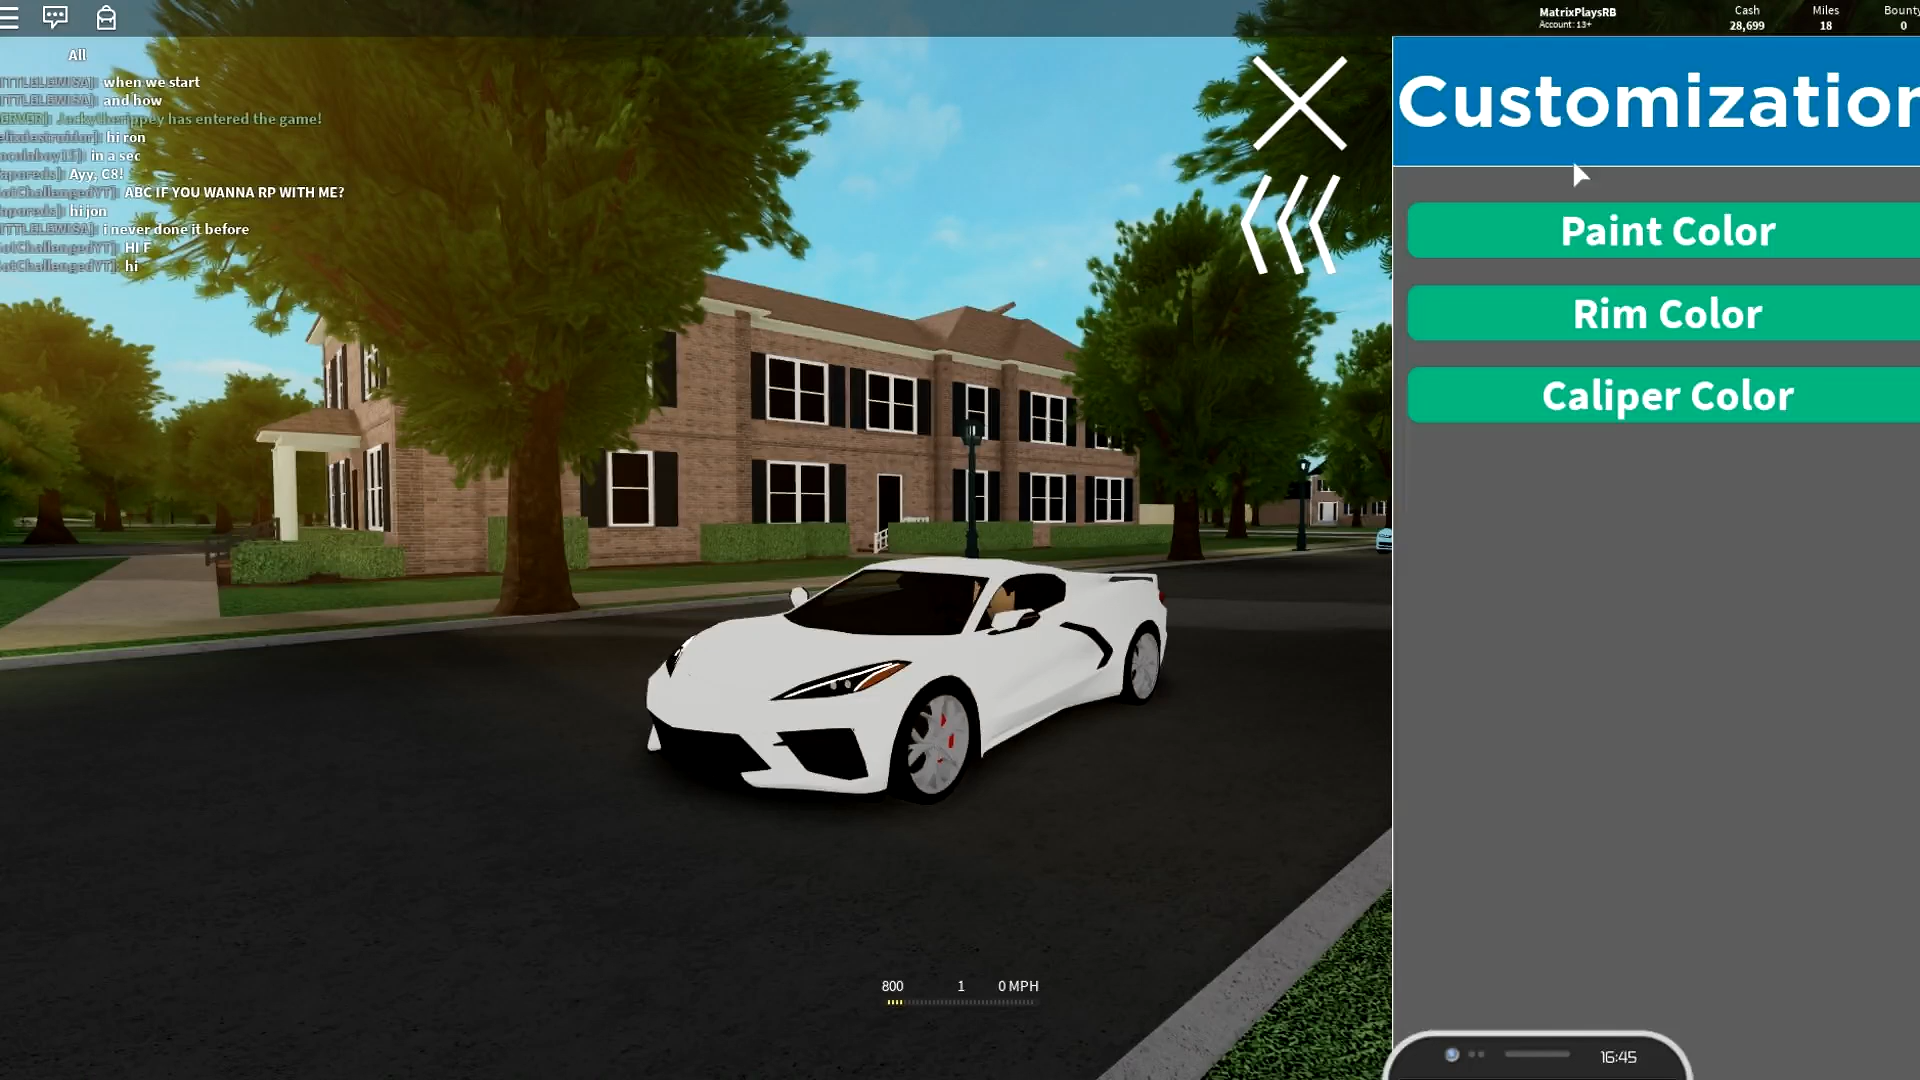 MatrixPlaysRB
Account: 13+
Cash
28,699
Miles
18
Bounty
0
All
when we start
and how
has entered the game!
hi ron
in a sec
Ayy, C8!
ABC IF YOU WANNA RP WITH ME?
hi jon
i never done it before
HI F
hi
Customization
Paint Color
Rim Color
Caliper Color
800 1 0 MPH
16:45